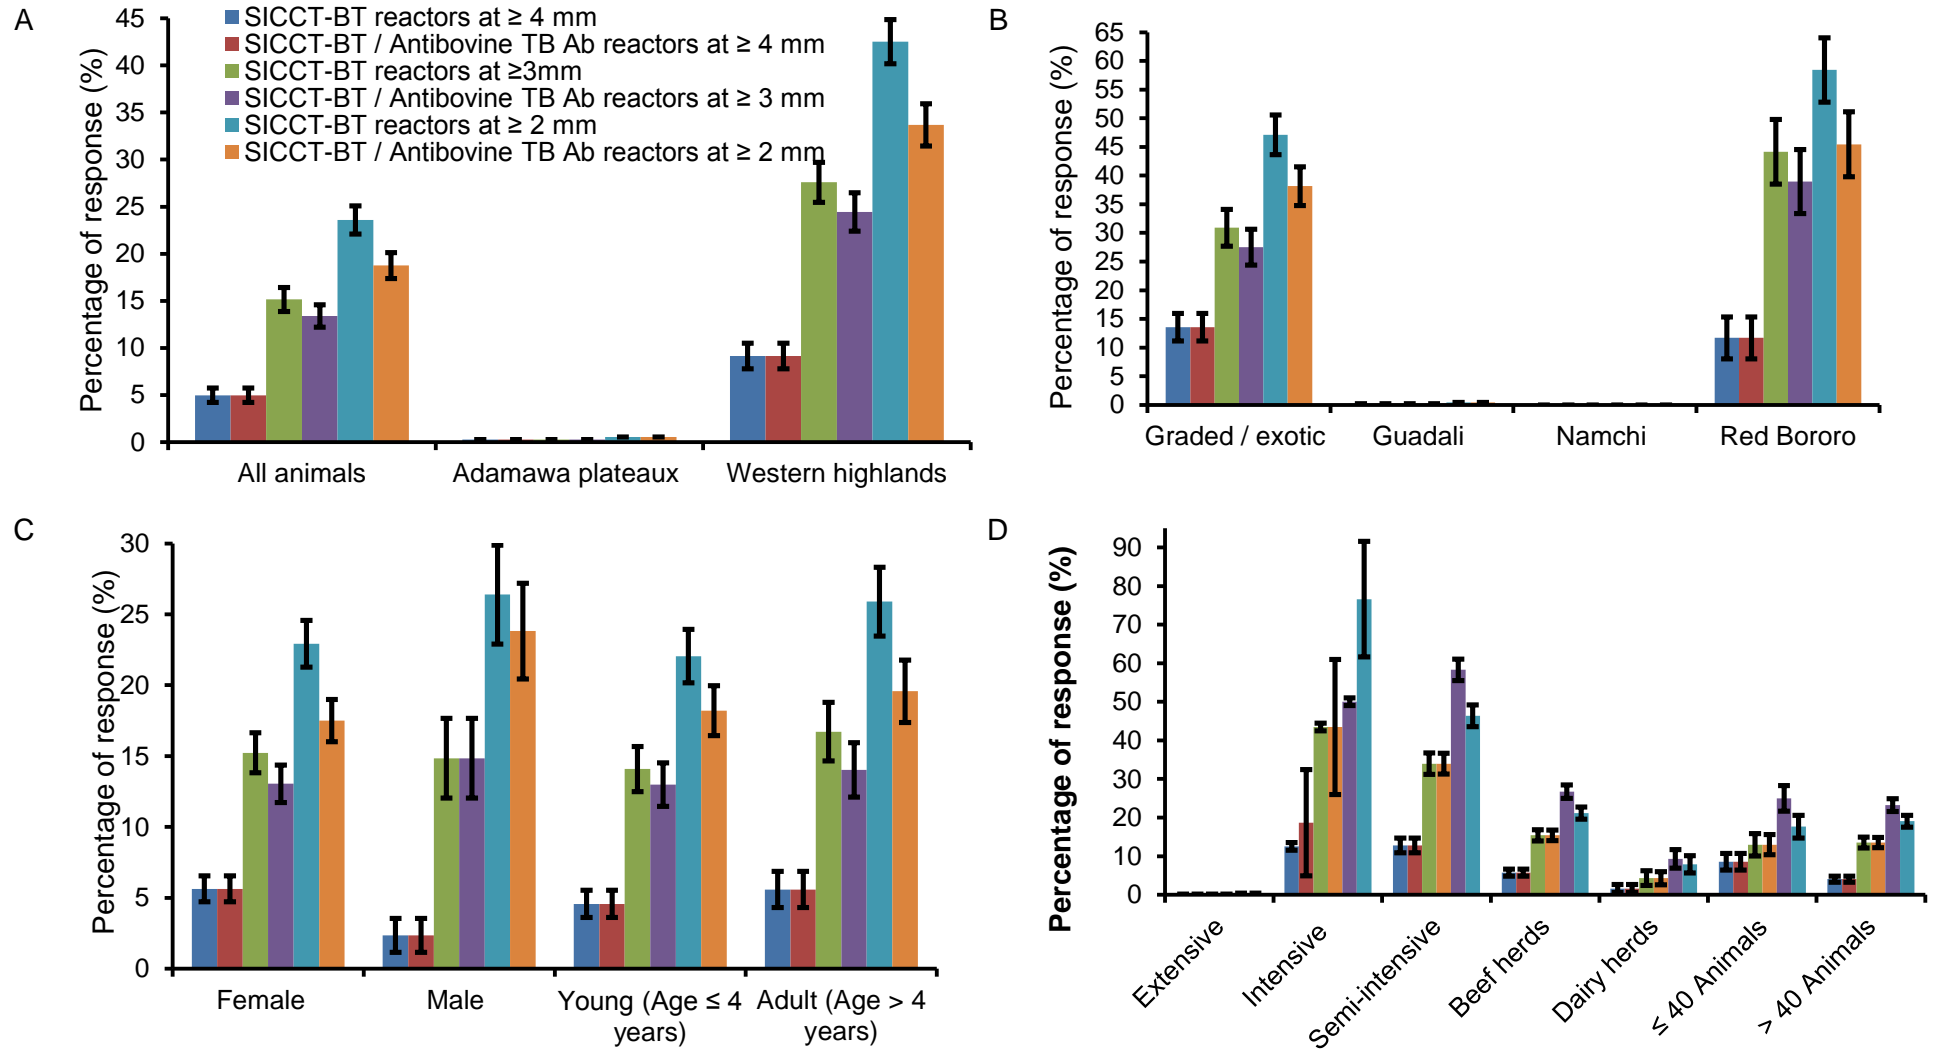 A
Percentage of response (%)
45
40
35
30
25
20
15
10
5
0
SICCT-BT reactors at ≥ 4 mm
SICCT-BT / Antibovine TB Ab reactors at ≥ 4 mm
SICCT-BT reactors at ≥3mm
SICCT-BT / Antibovine TB Ab reactors at ≥ 3 mm
SICCT-BT reactors at ≥ 2 mm
SICCT-BT / Antibovine TB Ab reactors at ≥ 2 mm
All animals
Adamawa plateaux
Western highlands
B
Percentage of response (%)
65
60
55
50
45
40
35
30
25
20
15
10
5
0
Graded / exotic
Guadali
Namchi
Red Bororo
C
Percentage of response (%)
30
25
20
15
10
5
0
Female
Male
Young (Age ≤ 4
years)
Adult (Age > 4
years)
D
Percentage of response (%)
90
80
70
60
50
40
30
20
10
0
Extensive
Intensive
Semi-intensive
Beef herds
Dairy herds
≤ 40 Animals
> 40 Animals